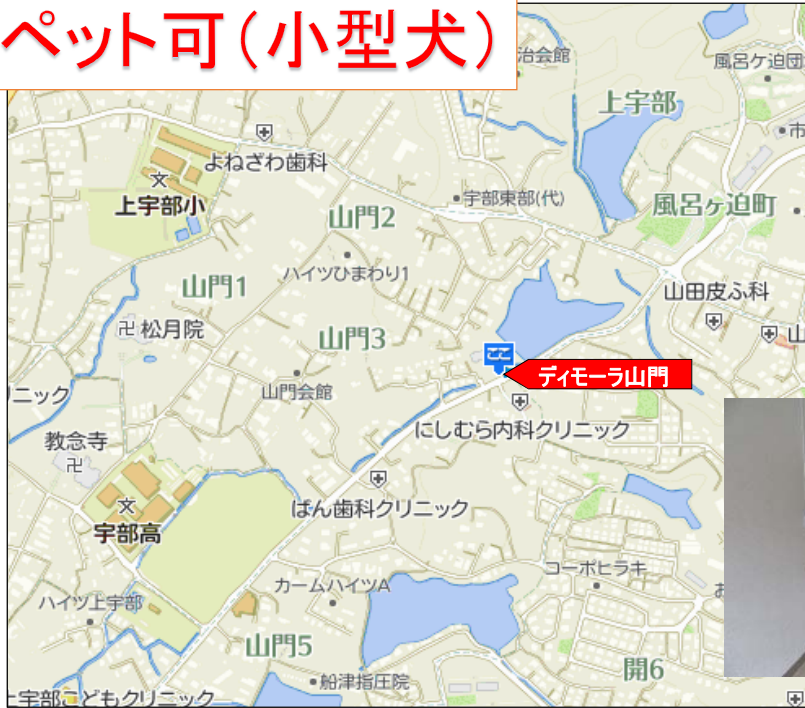 ペット可（小型犬）
治会館
風呂ケ迫団
上宇部
市
よねざわ歯科
宇部東部(代)
風呂ヶ迫町
上宇部小
山門2
ハイツひまわり1
山門1
山田皮ふ科
卍松月院
山門3
山
ディモーラ山門
リニック
山門会館
にしむら内科クリニック
教念寺
卍
ばん歯科クリニック
文
宇部高
コーポヒラキ
カームハイツA
お
ハイツ上宇部
山門5
開6
船津指圧院
上宇部こどもクリニック